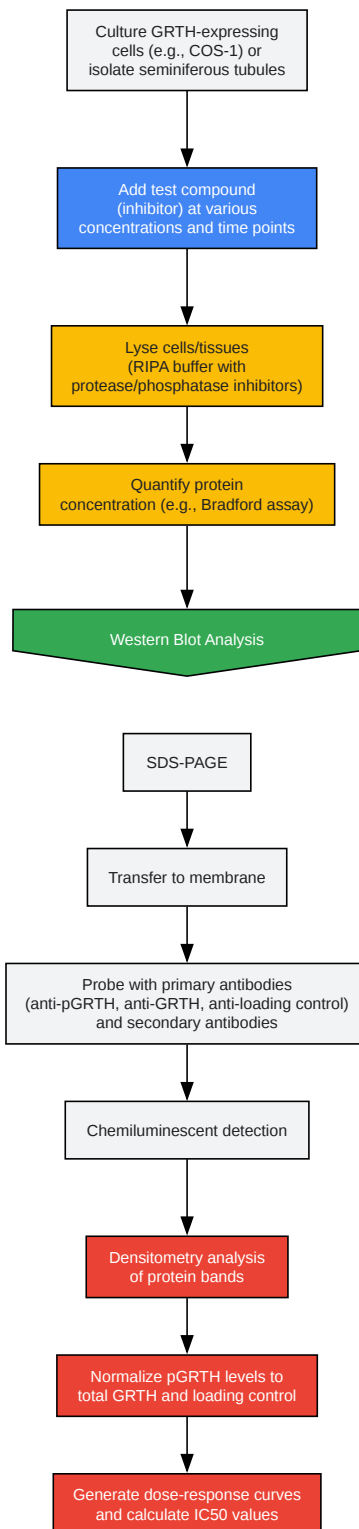 Culture GRTH-expressing
cells (e.g., COS-1) or
isolate seminiferous tubules
Add test compound
(inhibitor) at various
concentrations and time points
Lyse cells/tissues
(RIPA buffer with
protease/phosphatase inhibitors)
Quantify protein
concentration (e.g., Bradford assay)
Western Blot Analysis
SDS-PAGE
Transfer to membrane
Probe with primary antibodies
(anti-pGRTH, anti-GRTH, anti-loading control)
and secondary antibodies
Chemiluminescent detection
Densitometry analysis
of protein bands
Normalize pGRTH levels to
total GRTH and loading control
Generate dose-response curves
and calculate IC50 values